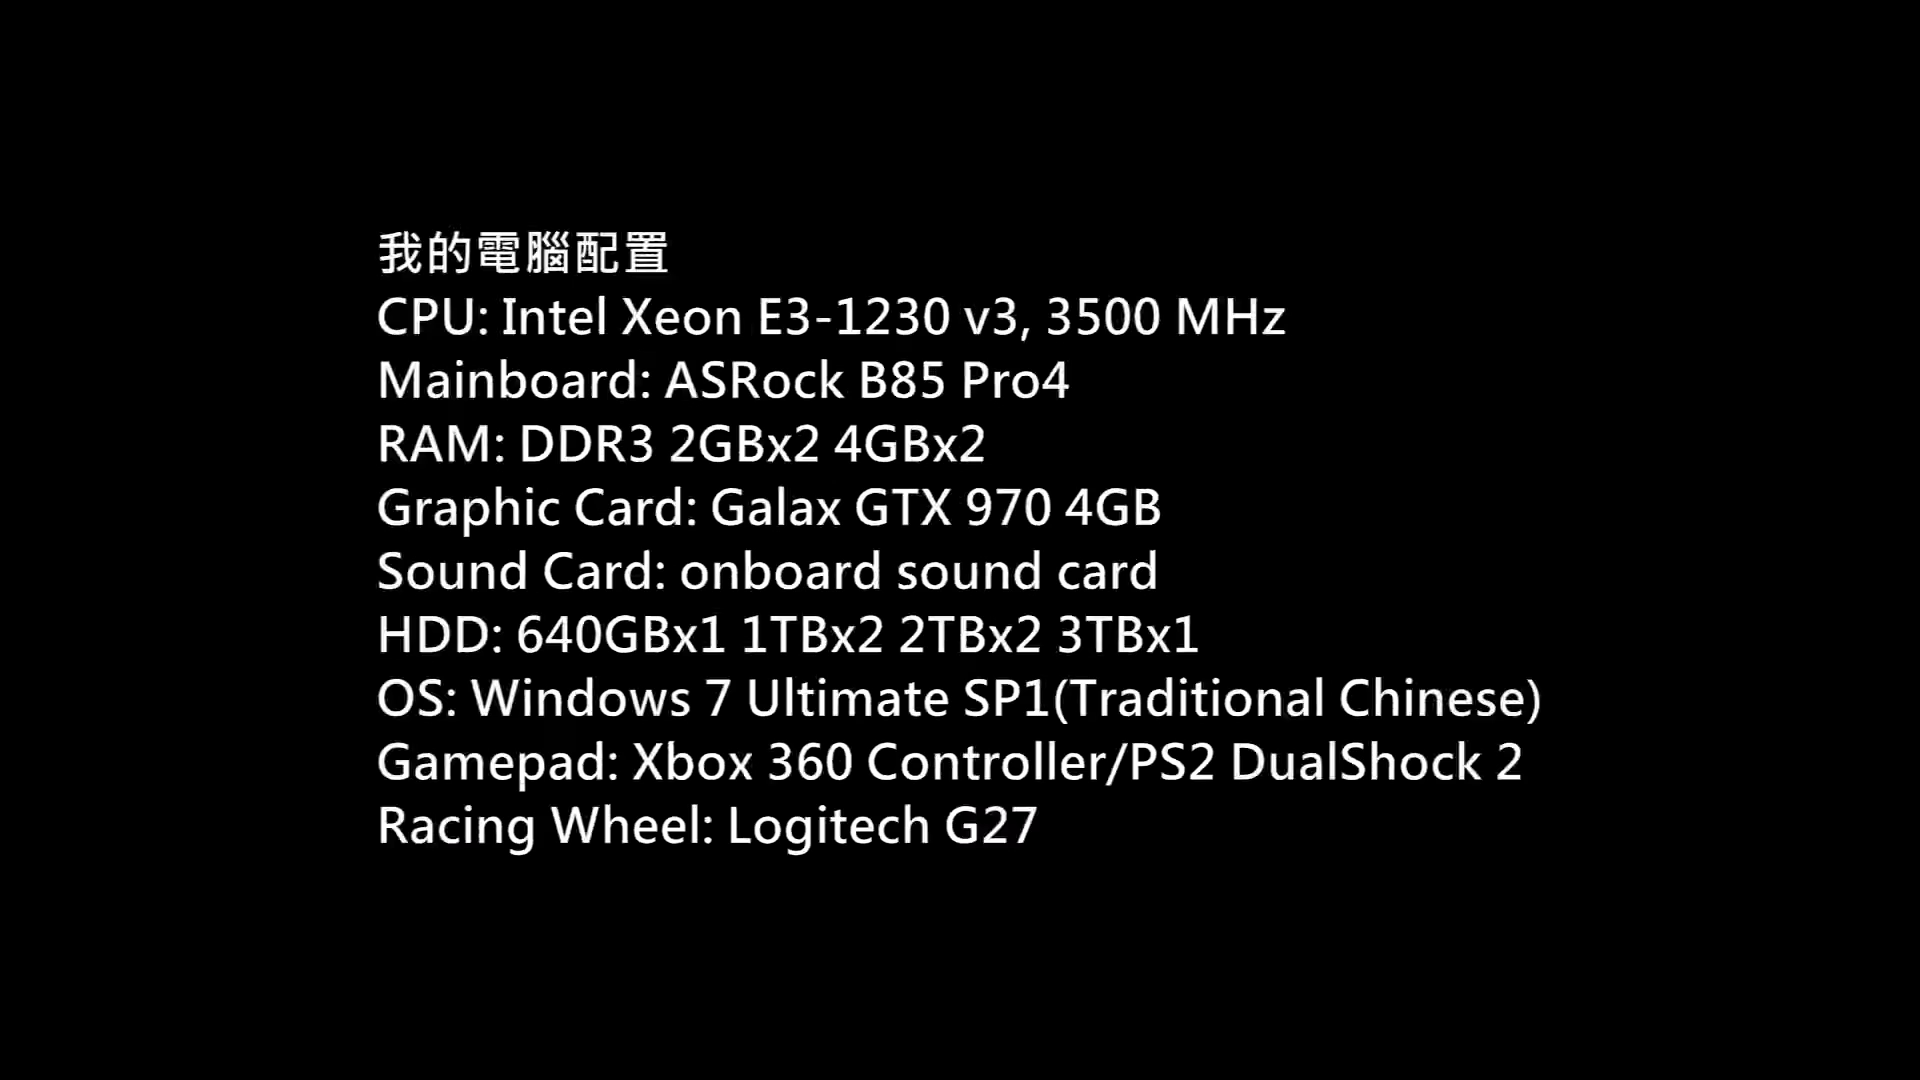 我的電腦配置
CPU: Intel Xeon E3-1230 v3, 3500 MHz
Mainboard: ASRock B85 Pro4
RAM: DDR3 2GBx2 4GBx2
Graphic Card: Galax GTX 970 4GB
Sound Card: onboard sound card
HDD: 640GBx1 1TBx2 2TBx2 3TBx1
OS: Windows 7 Ultimate SP1(Traditional Chinese)
Gamepad: Xbox 360 Controller/PS2 DualShock 2
Racing Wheel: Logitech G27